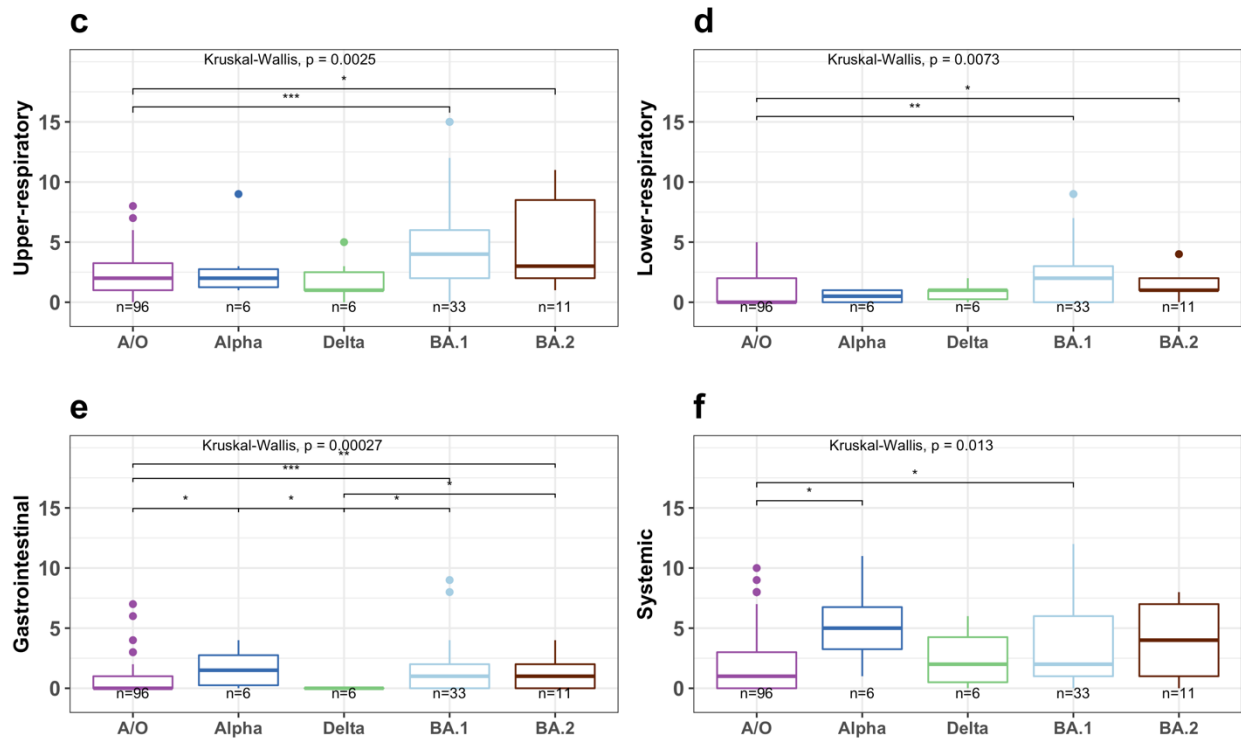 c
Kruskal-Wallis, p = 0.0025
*
***
Upper-respiratory
15
10
5
0
n=96 n=6 n=6 n=33 n=11
A/O Alpha Delta BA.1 BA.2
d
Kruskal-Wallis, p = 0.0073
*
**
Lower-respiratory
15
10
5
0
n=96 n=6 n=6 n=33 n=11
A/O Alpha Delta BA.1 BA.2
e
Kruskal-Wallis, p = 0.00027
**
***
*
* * *
Gastrointestinal
15
10
5
0
n=96 n=6 n=6 n=33 n=11
A/O Alpha Delta BA.1 BA.2
f
Kruskal-Wallis, p = 0.013
*
*
Systemic
15
10
5
0
n=96 n=6 n=6 n=33 n=11
A/O Alpha Delta BA.1 BA.2